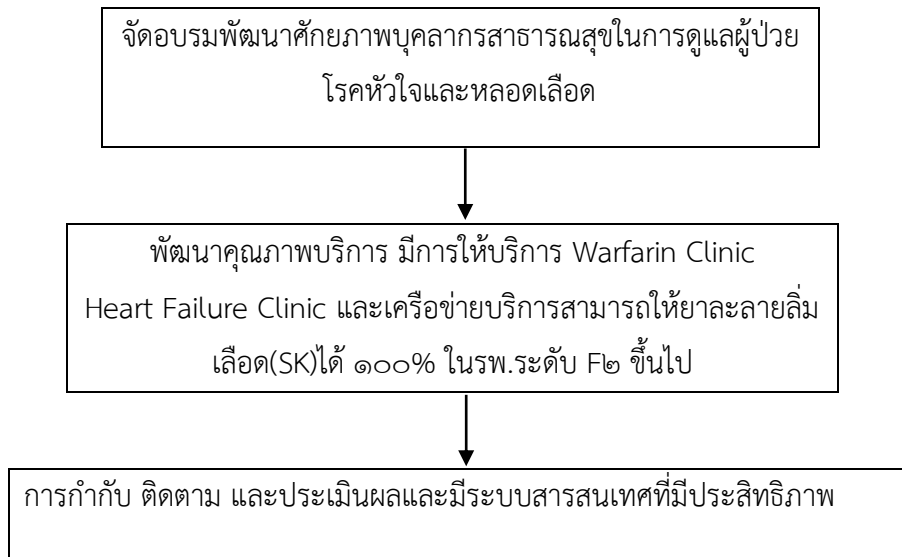 จัดอบรมพัฒนาศักยภาพบุคลากรสาธารณสุขในการดูแลผู้ป่วย
โรคหัวใจและหลอดเลือด
พัฒนาคุณภาพบริการ มีการให้บริการ Warfarin Clinic
Heart Failure Clinic และเครือข่ายบริการสามารถให้ยาละลายลิ่ม
เลือด(SK)ได้ ๑๐๐% ในรพ.ระดับ F๒ ขึ้นไป
การกำกับ ติดตาม และประเมินผลและมีระบบสารสนเทศที่มีประสิทธิภาพ